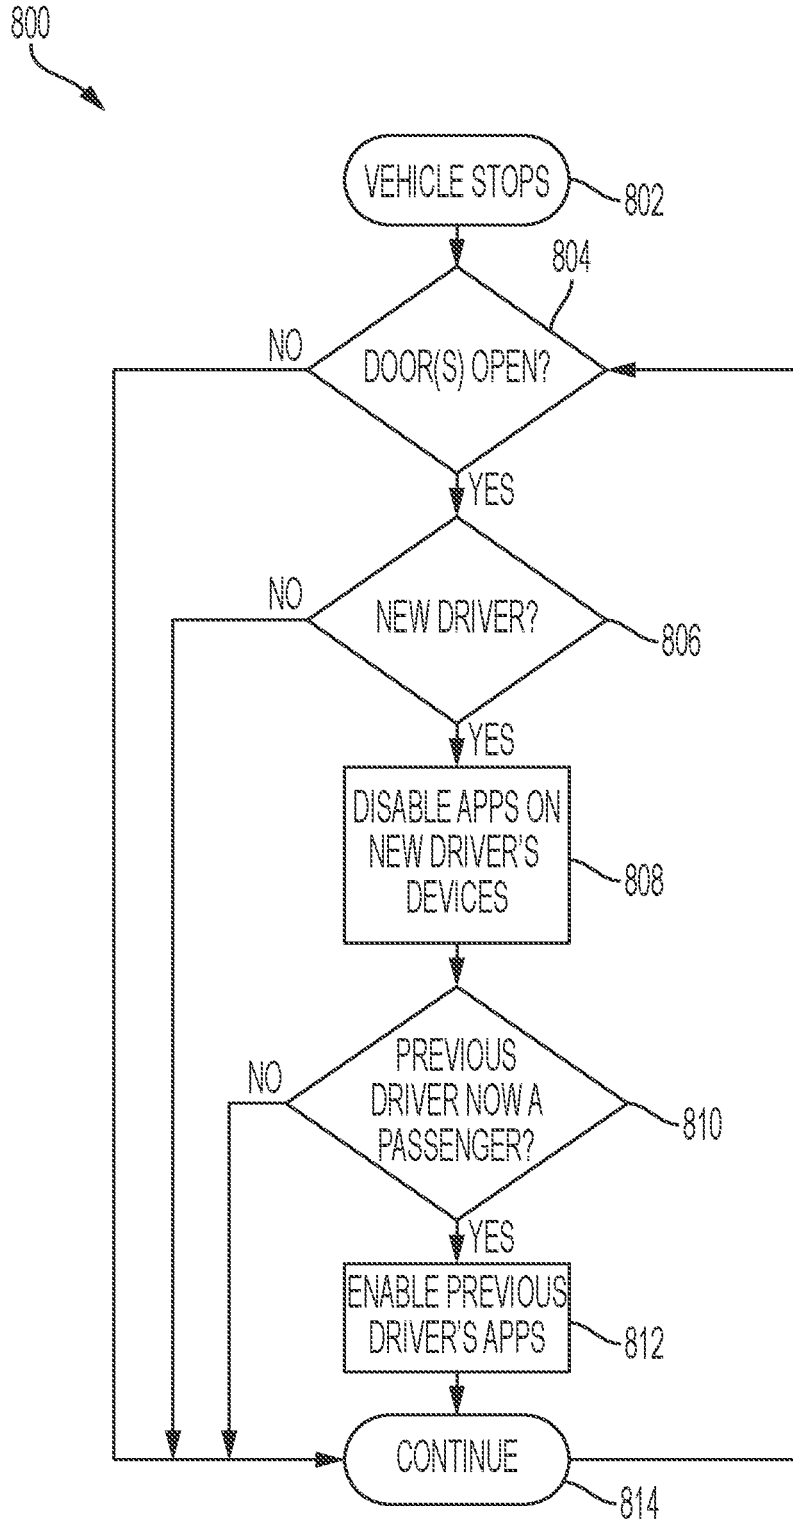 800
VEHICLE STOPS
802
804
NO
DOOR(S) OPEN?
YES
NO
NEW DRIVER?
806
YES
DISABLE APPS ON
NEW DRIVER'S
DEVICES
808
PREVIOUS
DRIVER NOW A
PASSENGER?
NO
810
YES
ENABLE PREVIOUS
DRIVER'S APPS
812
CONTINUE
814